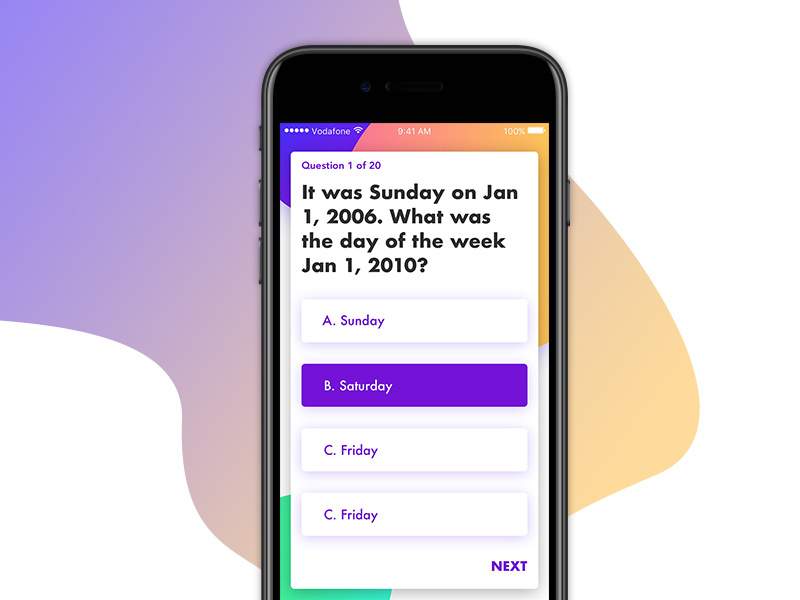 Vodafone 9:41 AM 100%
Question 1 of 20
It was Sunday on Jan
1, 2006. What was
the day of the week
Jan 1, 2010?
A. Sunday
B. Saturday
C. Friday
C. Friday
NEXT